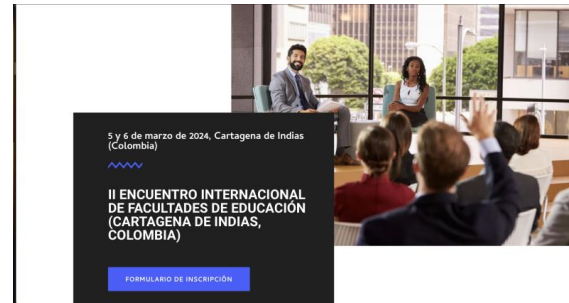 5 y 6 de marzo de 2024, Cartagena de Indias
(Colombia)
II ENCUENTRO INTERNACIONAL
DE FACULTADES DE EDUCACIÓN
(CARTAGENA DE INDIAS,
COLOMBIA)
FORMULARIO DE INSCRIPCIÓN